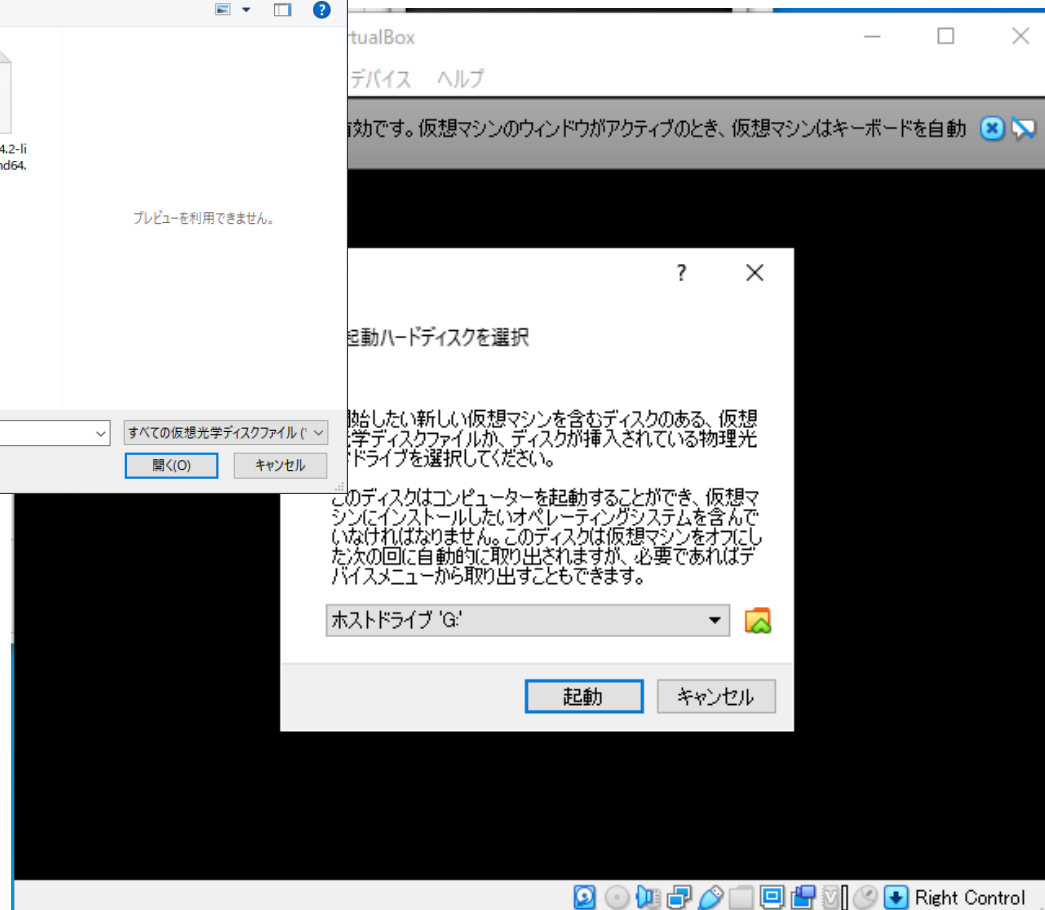 rtualBox
デバイス ヘルプ
効です。仮想マシンのウィンドウがアクティブのとき、仮想マシンはキーボードを自動
4.2-li
nd64.
プレビューを利用できません。
起動ハードディスクを選択
始したい新しい仮想マシンを含むディスクのある、仮想
学ディスクファイルか、ディスクが挿入されている物理光
ドライブを選択してください。
すべての仮想光学ディスクファイル (*
開く(O) キャンセル
このディスクはコンピューターを起動することができ、仮想マ
シンにインストールしたいオペレーティングシステムを含んで
いなければなりません。このディスクは仮想マシンをオフにし
た次の回に自動的に取り出されますが、必要であればデ
バイスメニューから取り出すこともできます。
ホストドライブ 'G:'
起動 キャンセル
Right Control